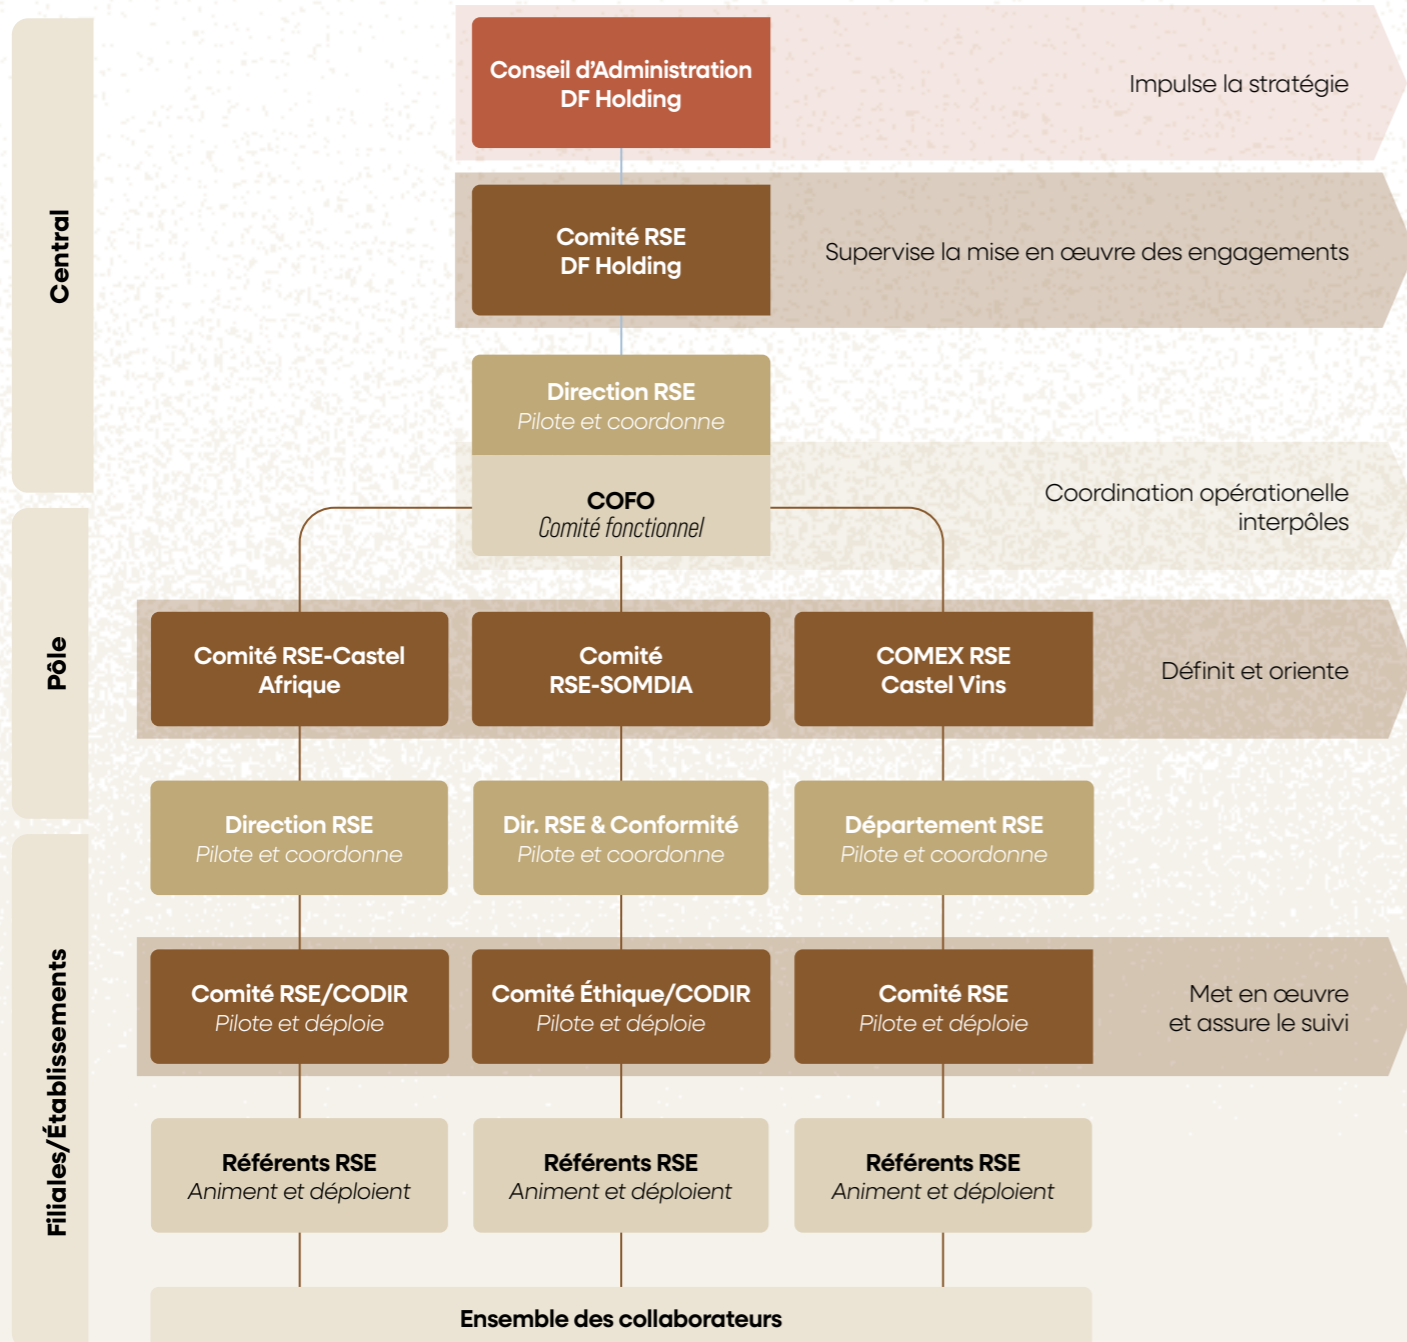 Central
Conseil d'Administration
DF Holding
Impulse la stratégie
Comité RSE
DF Holding
Supervise la mise en œuvre des engagements
Direction RSE
Pilote et coordonne
COFO
Comité fonctionnel
Coordination opérationelle
interpôles
Pôle
Comité RSE-Castel
Afrique
Comité
RSE-SOMDIA
COMEX RSE
Castel Vins
Définit et oriente
Direction RSE
Pilote et coordonne
Dir. RSE & Conformité
Pilote et coordonne
Département RSE
Pilote et coordonne
Filiales/Établissements
Comité RSE/CODIR
Pilote et déploie
Comité Éthique/CODIR
Pilote et déploie
Comité RSE
Pilote et déploie
Met en œuvre
et assure le suivi
Référents RSE
Animent et déploient
Référents RSE
Animent et déploient
Référents RSE
Animent et déploient
Ensemble des collaborateurs